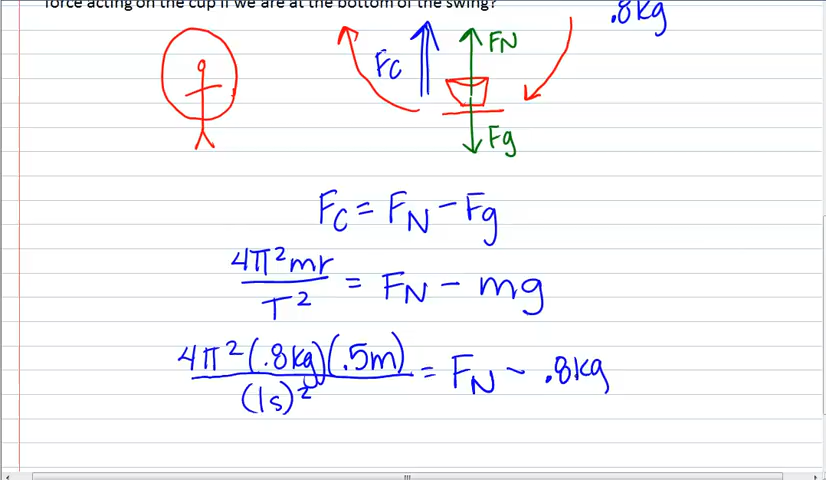 force acting on the cup if we are at the bottom of the swing?
.8kg
FC
FN
Fg
FC = FN - Fg
4π²mr/T² = FN - mg
4π²(.8kg)(.5m)/(1s)² = FN - .8kg